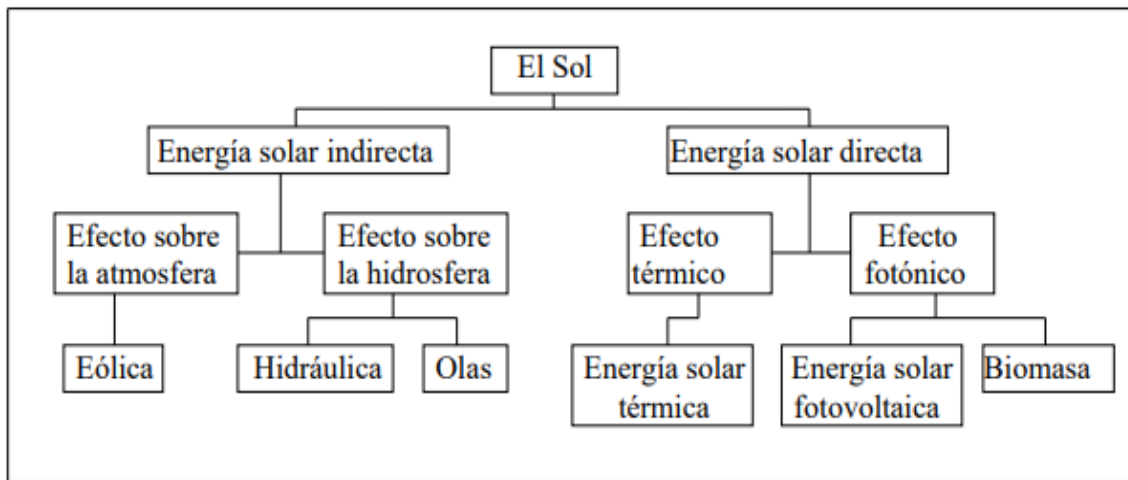 El Sol
Energía solar indirecta
Energía solar directa
Efecto sobre
la atmosfera
Efecto sobre
la hidrosfera
Efecto
térmico
Efecto
fotónico
Eólica
Hidráulica
Olas
Energía solar
térmica
Energía solar
fotovoltaica
Biomasa